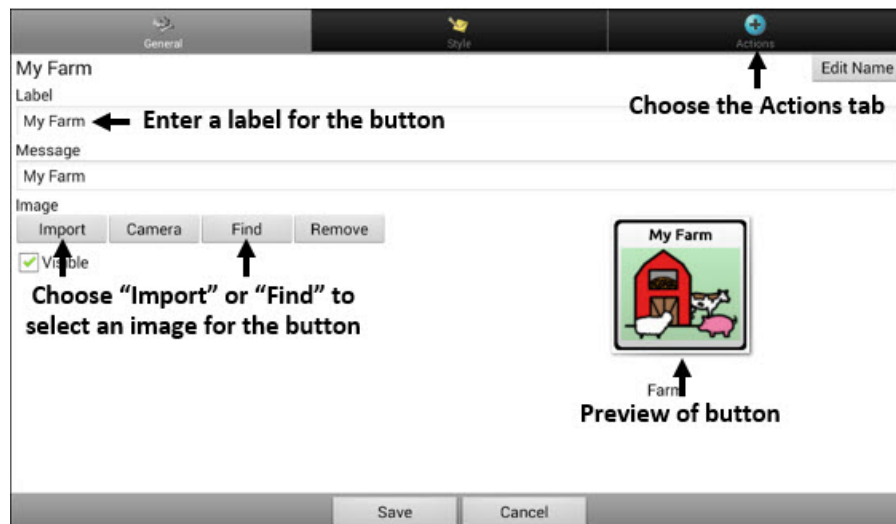 General
Style
Actions
My Farm
Edit Name
Label
Choose the Actions tab
My Farm
Enter a label for the button
Message
My Farm
Image
Import
Camera
Find
Remove
Visible
Choose “Import” or “Find” to
select an image for the button
My Farm
Farm
Preview of button
Save
Cancel